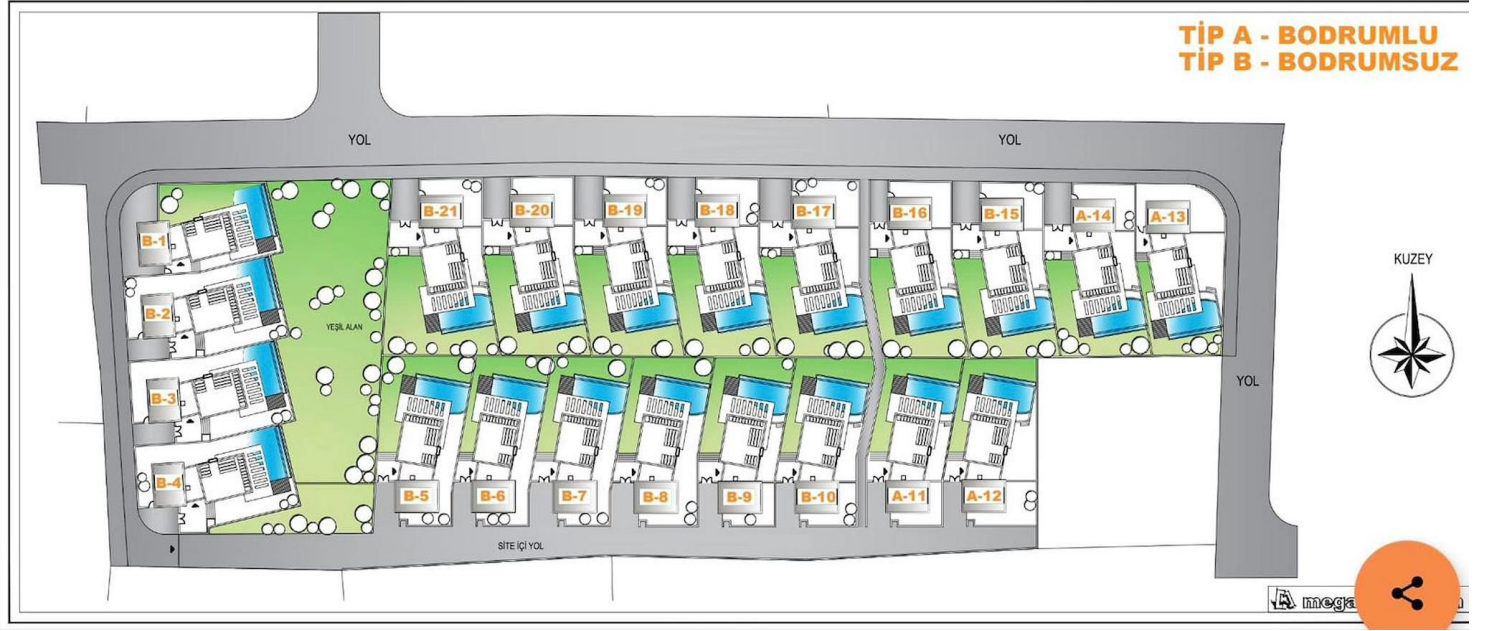 TİP A - BODRUMLU
TİP B - BODRUMSUZ
YOL
YOL
B-21
B-20
B-19
B-18
B-17
B-16
B-15
A-14
A-13
B-1
B-2
B-3
B-4
YEŞİL ALAN
KUZEY
YOL
B-5
B-6
B-7
B-8
B-9
B-10
A-11
A-12
SİTE İÇİ YOL